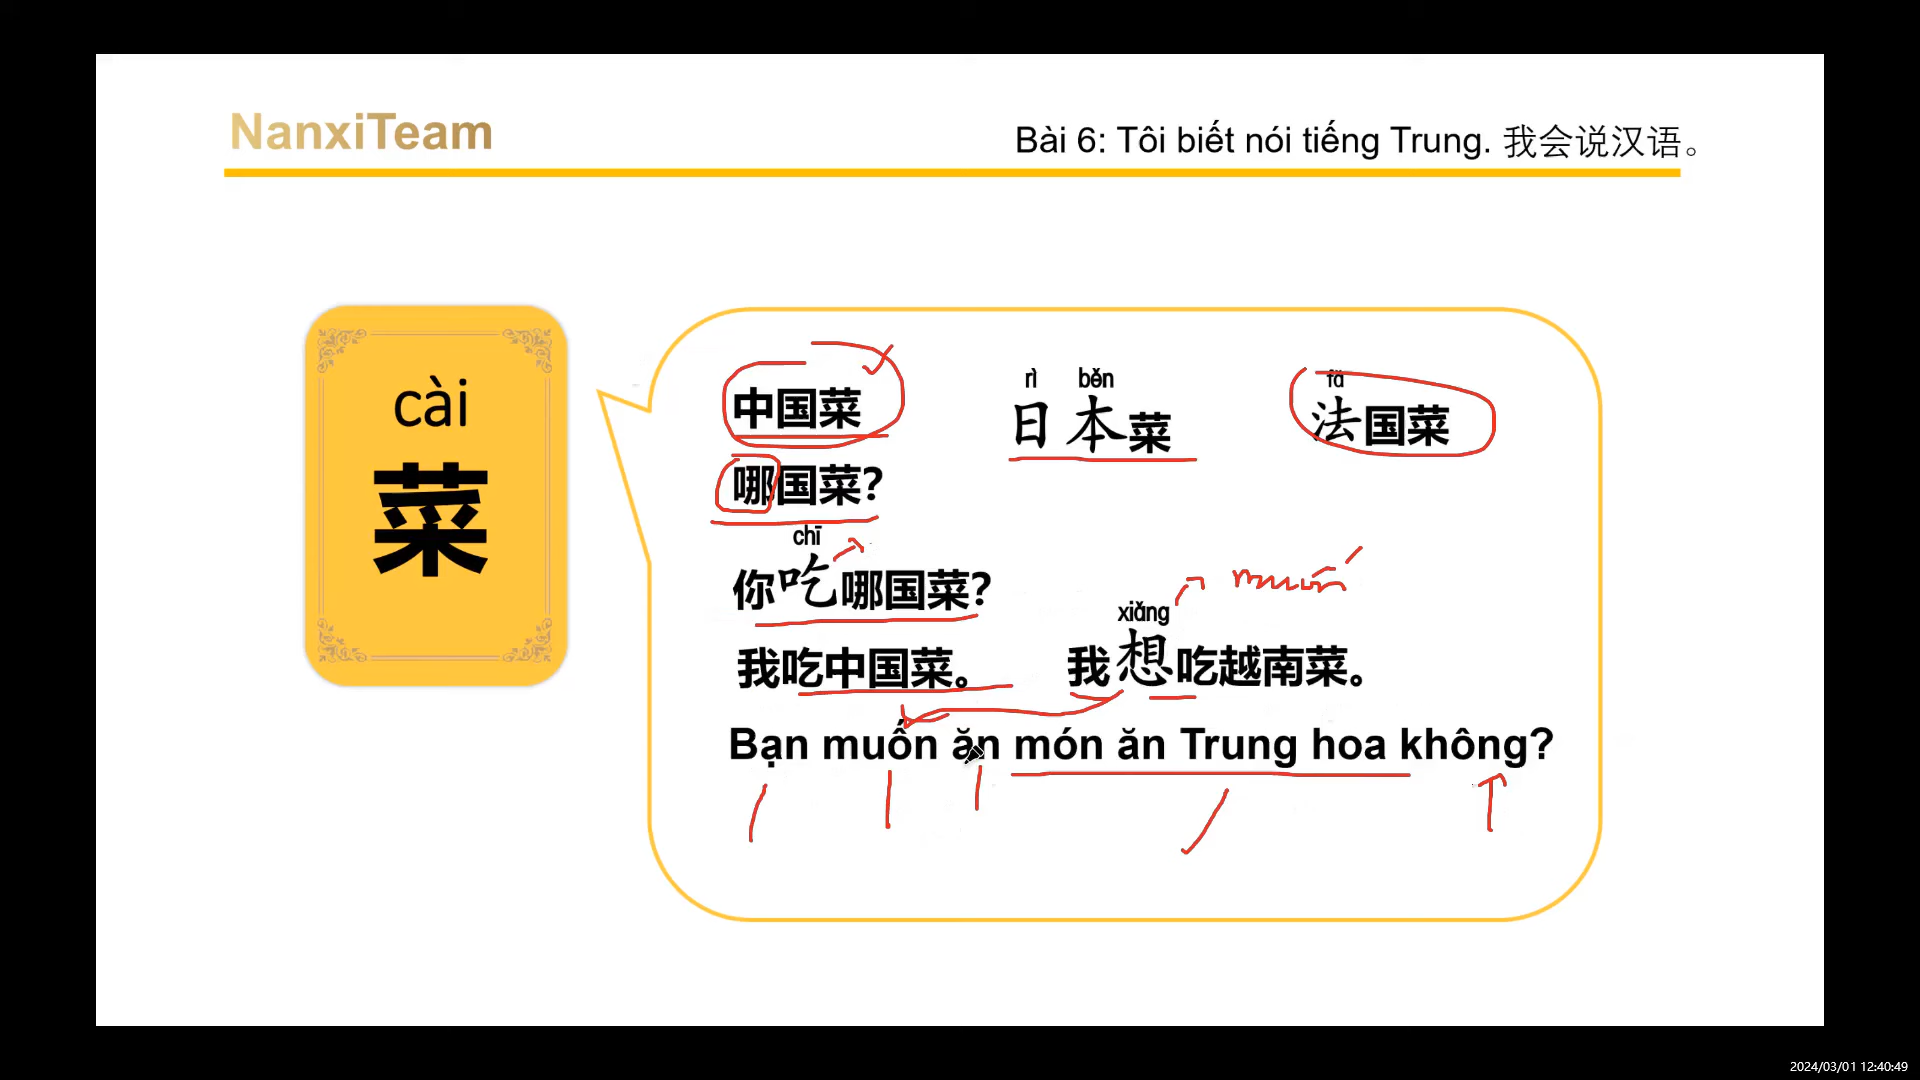 NanxiTeam
Bài 6: Tôi biết nói tiếng Trung. 我会说汉语。
cài
菜
中国菜
rì běn
日本菜
fǎ
法国菜
哪国菜?
chī
你吃哪国菜?
muốn
xiǎng
我吃中国菜。 我想吃越南菜。
Bạn muốn ăn món ăn Trung hoa không?
2024/03/01 12:40:49